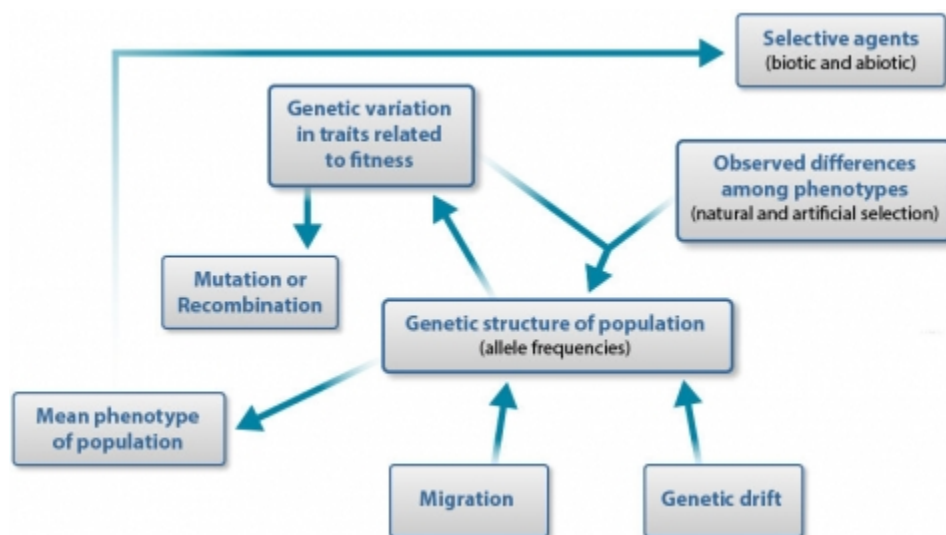 Selective agents
(biotic and abiotic)
Genetic variation
in traits related
to fitness
Observed differences
among phenotypes
(natural and artificial selection)
Mutation or
Recombination
Genetic structure of population
(allele frequencies)
Mean phenotype
of population
Migration
Genetic drift